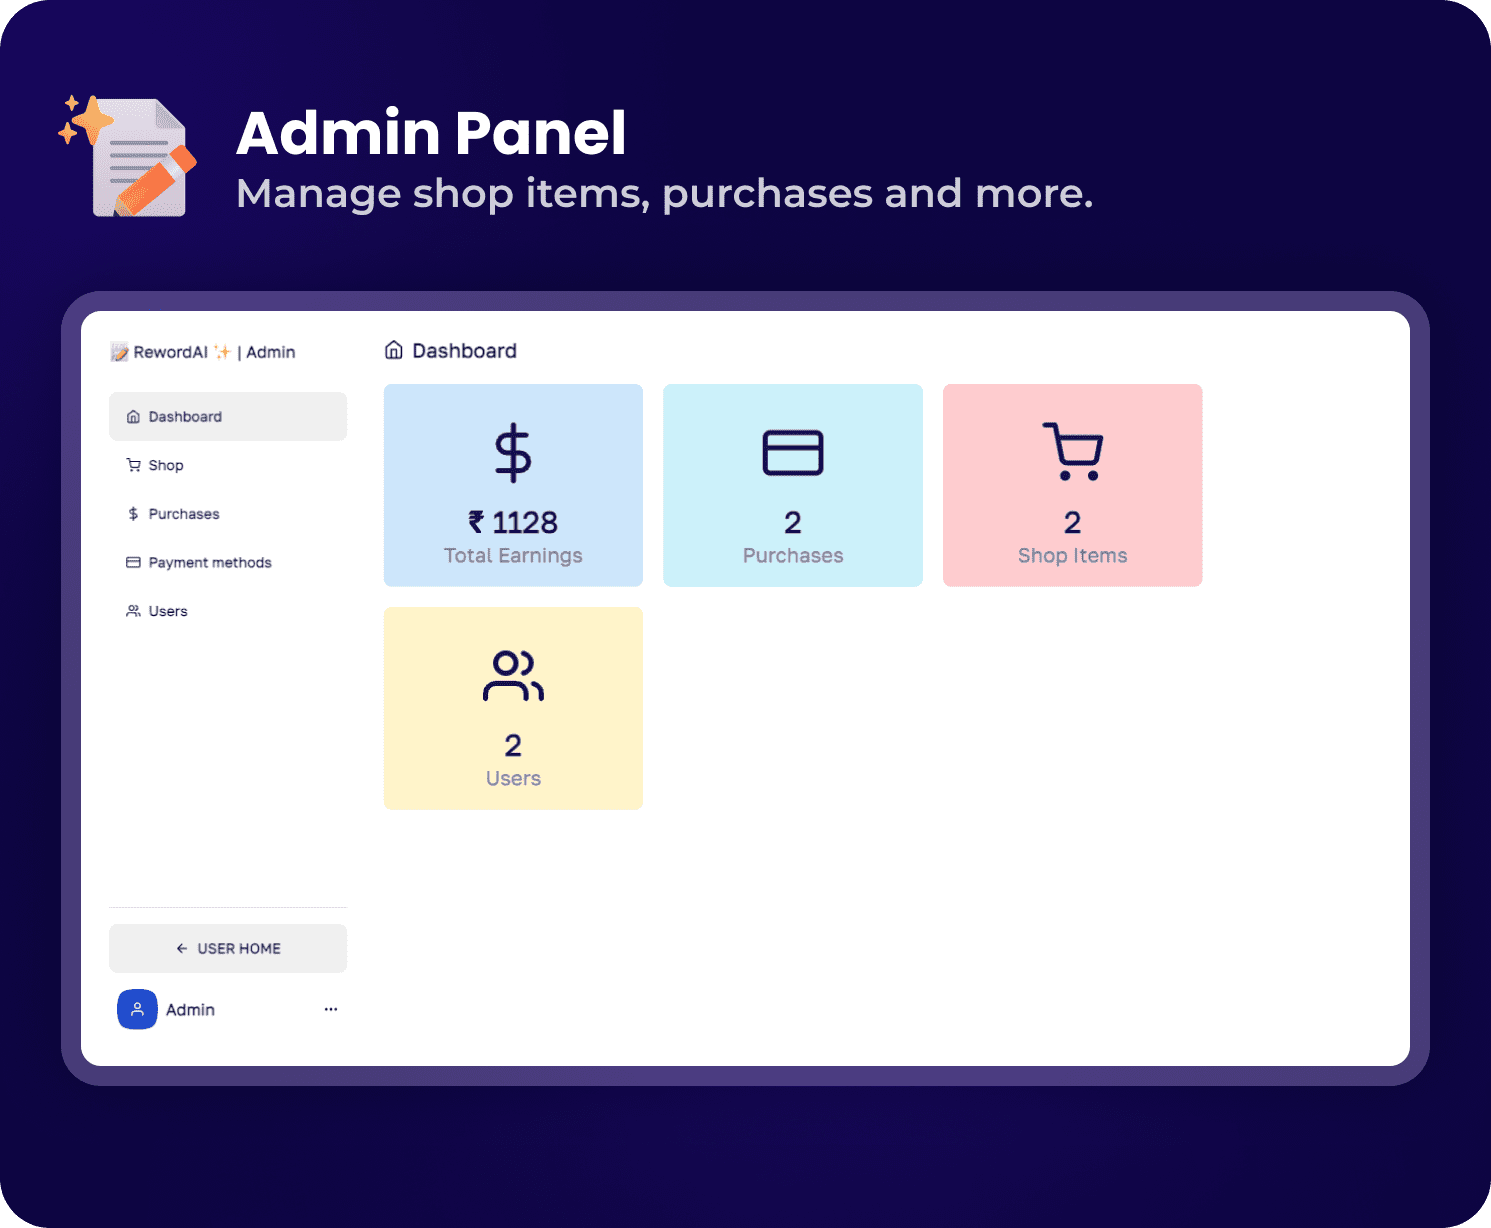 Admin Panel
Manage shop items, purchases and more.
RewordAI ✨ | Admin
Dashboard
Shop
Purchases
Payment methods
Users
← USER HOME
Admin
...
Dashboard
₹ 1128
Total Earnings
2
Purchases
2
Shop Items
2
Users